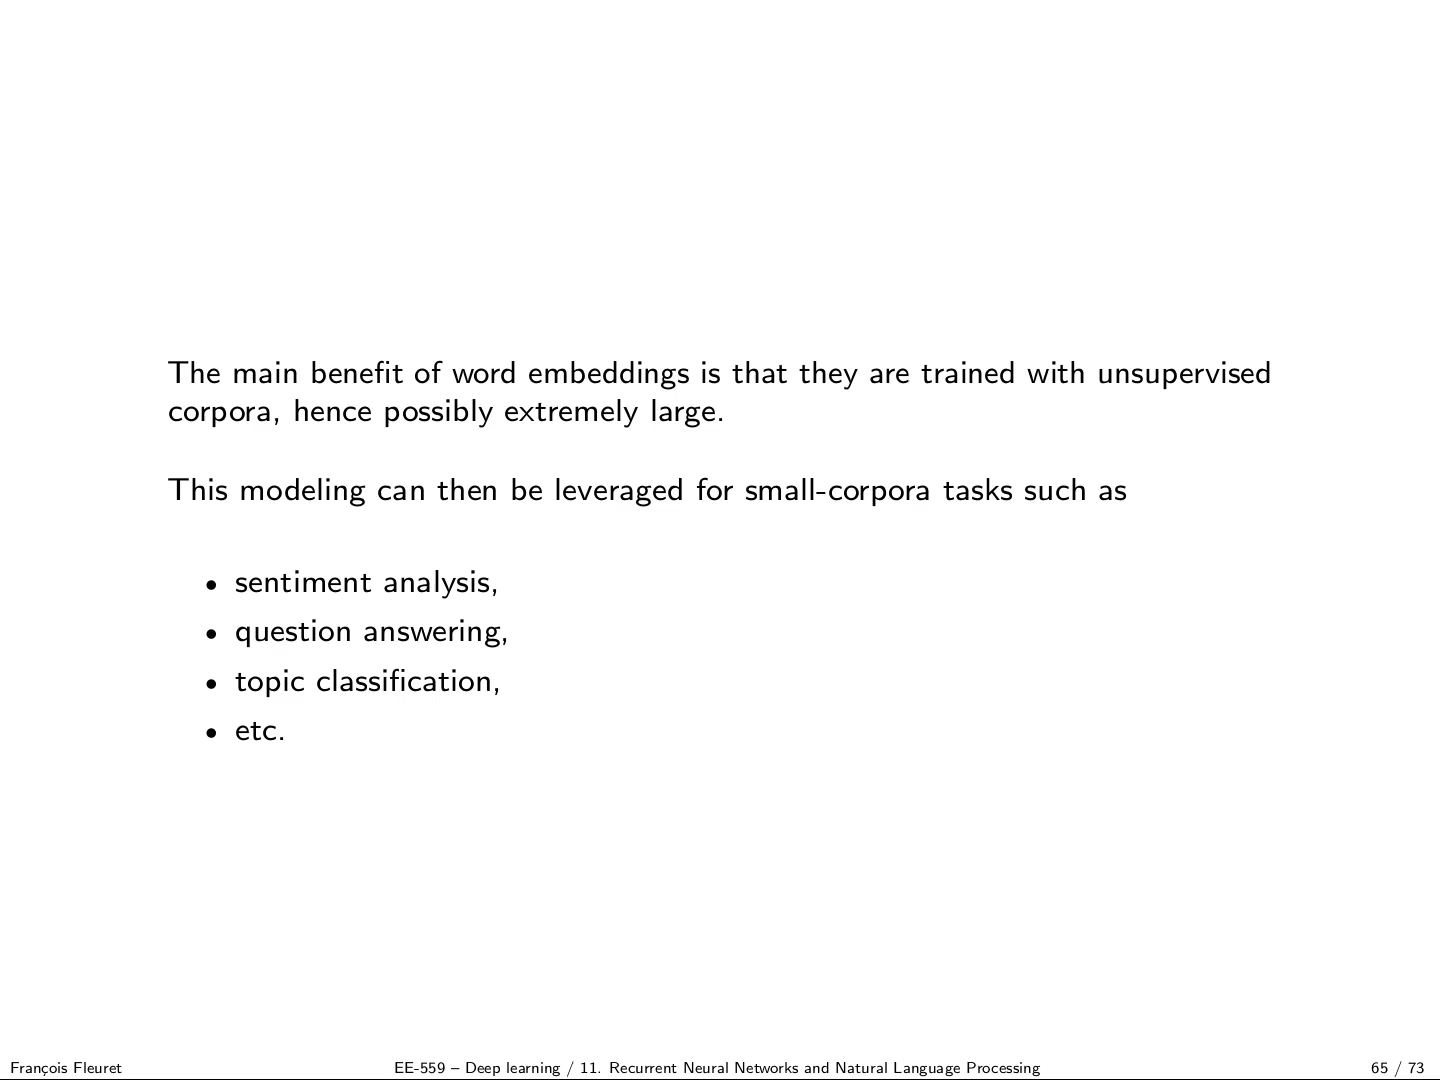 The main benefit of word embeddings is that they are trained with unsupervised
corpora, hence possibly extremely large.
This modeling can then be leveraged for small-corpora tasks such as
• sentiment analysis,
• question answering,
• topic classification,
• etc.
François Fleuret
EE-559 – Deep learning / 11. Recurrent Neural Networks and Natural Language Processing
65 / 73